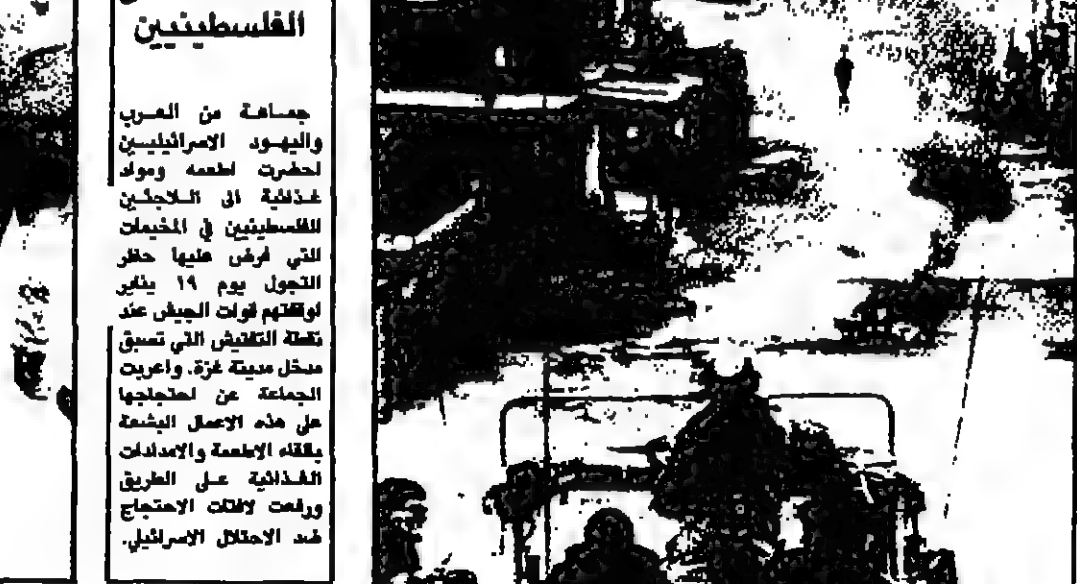 الفلسطينيين
جماعة من العرب
واليهود الاسرائيليين
احضرت اطعمه ومواد
غذائية الى اللاجئين
الفلسطينيين في المخيمات
التي فرض عليها حظر
التجول يوم ١٩ يناير
اوقفتهم قوات الجيش عند
نقطة التفتيش التي تسبق
مدخل مدينة غزة. واعربت
الجماعة عن احتجاجها
على هذه الاعمال البشعة
بالقاء الاطعمة والامدادات
الغذائية على الطريق
ورفعت لافتات الاحتجاج
ضد الاحتلال الاسرائيلي.